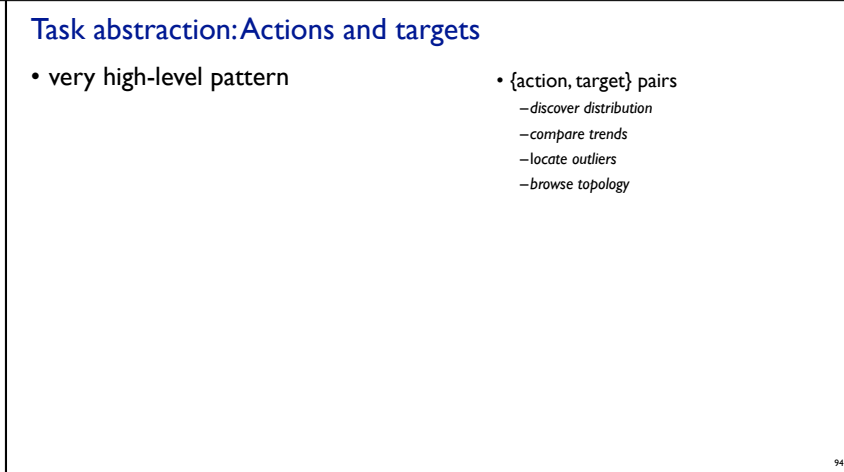 Task abstraction: Actions and targets
• very high-level pattern
• {action, target} pairs
–discover distribution
–compare trends
–locate outliers
–browse topology
94